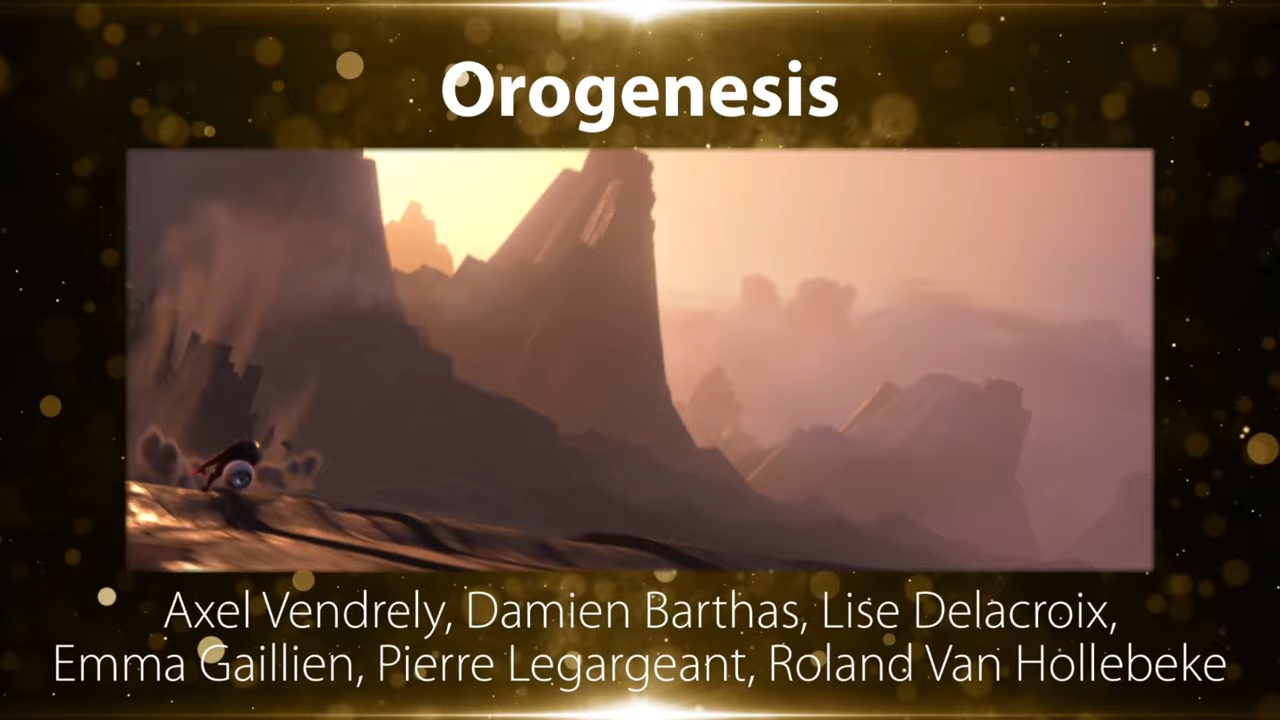 Orogenesis
Axel Vendrely, Damien Barthas, Lise Delacroix,
Emma Gaillien, Pierre Legargeant, Roland Van Hollebeke